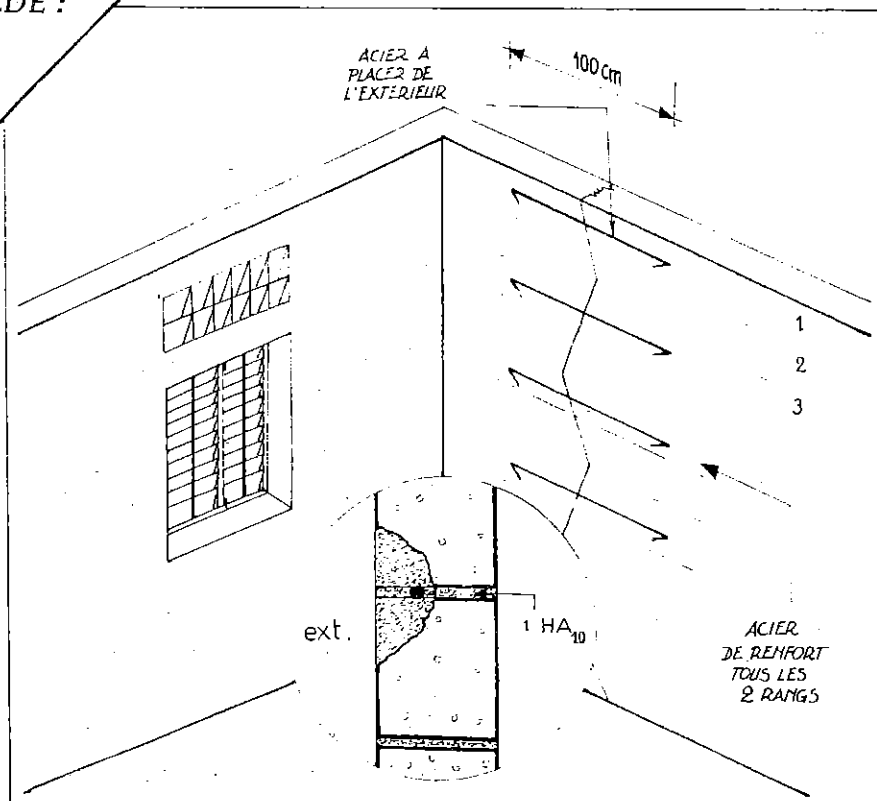 ACIER A
PLACER DE
L'EXTERIEUR
100 cm
1
2
3
ext.
1 HA10
ACIER
DE RENFORT
TOUS LES
2 RANGS